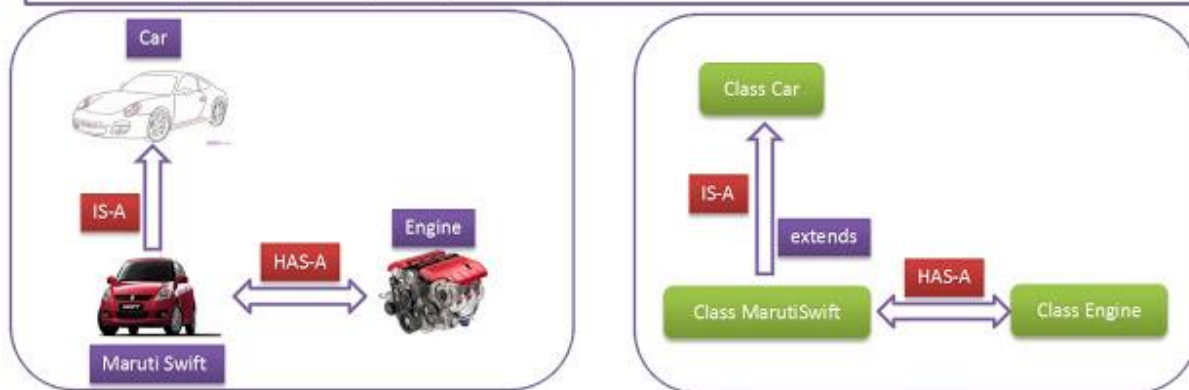 Car
IS-A
HAS-A
Engine
Maruti Swift
Class Car
IS-A
extends
HAS-A
Class MarutiSwift
Class Engine